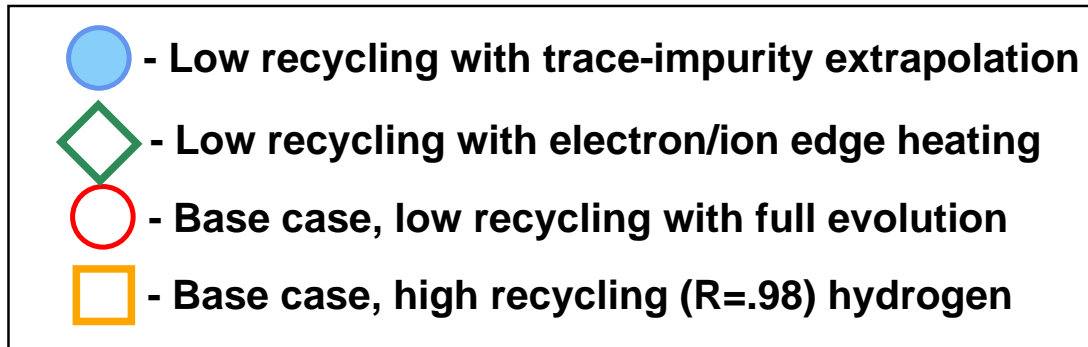 - Low recycling with trace-impurity extrapolation
- Low recycling with electron/ion edge heating
- Base case, low recycling with full evolution
- Base case, high recycling (R=.98) hydrogen